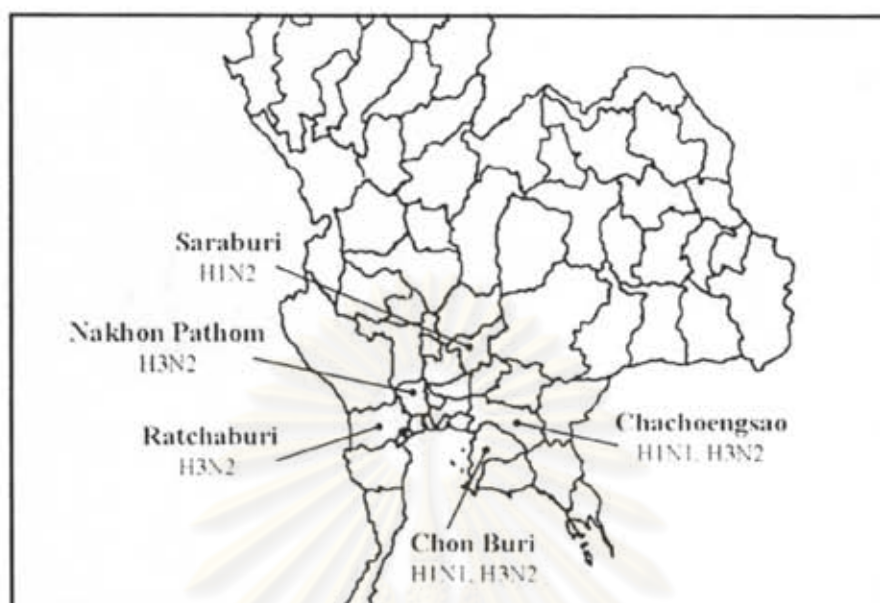 Saraburi
H1N2
Nakhon Pathom
H3N2
Ratchaburi
H3N2
Chachoengsao
H1N1, H3N2
Chon Buri
H1N1, H3N2